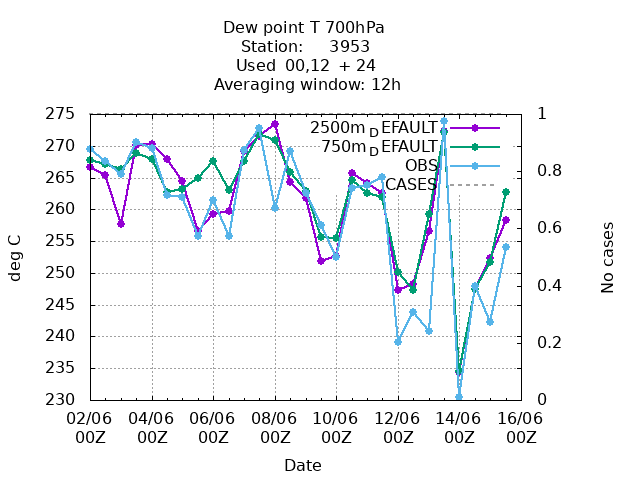 Dew point T 700hPa
Station: 3953
Used 00,12 + 24
Averaging window: 12h
275 1
270
265 0.8
260
255 0.6
250
245 0.4
240
235 0.2
230 0
2500m_DEFAULT
750m_DEFAULT
OBS
CASES
deg C
No cases
02/06 04/06 06/06 08/06 10/06 12/06 14/06 16/06
00Z 00Z 00Z 00Z 00Z 00Z 00Z 00Z
Date